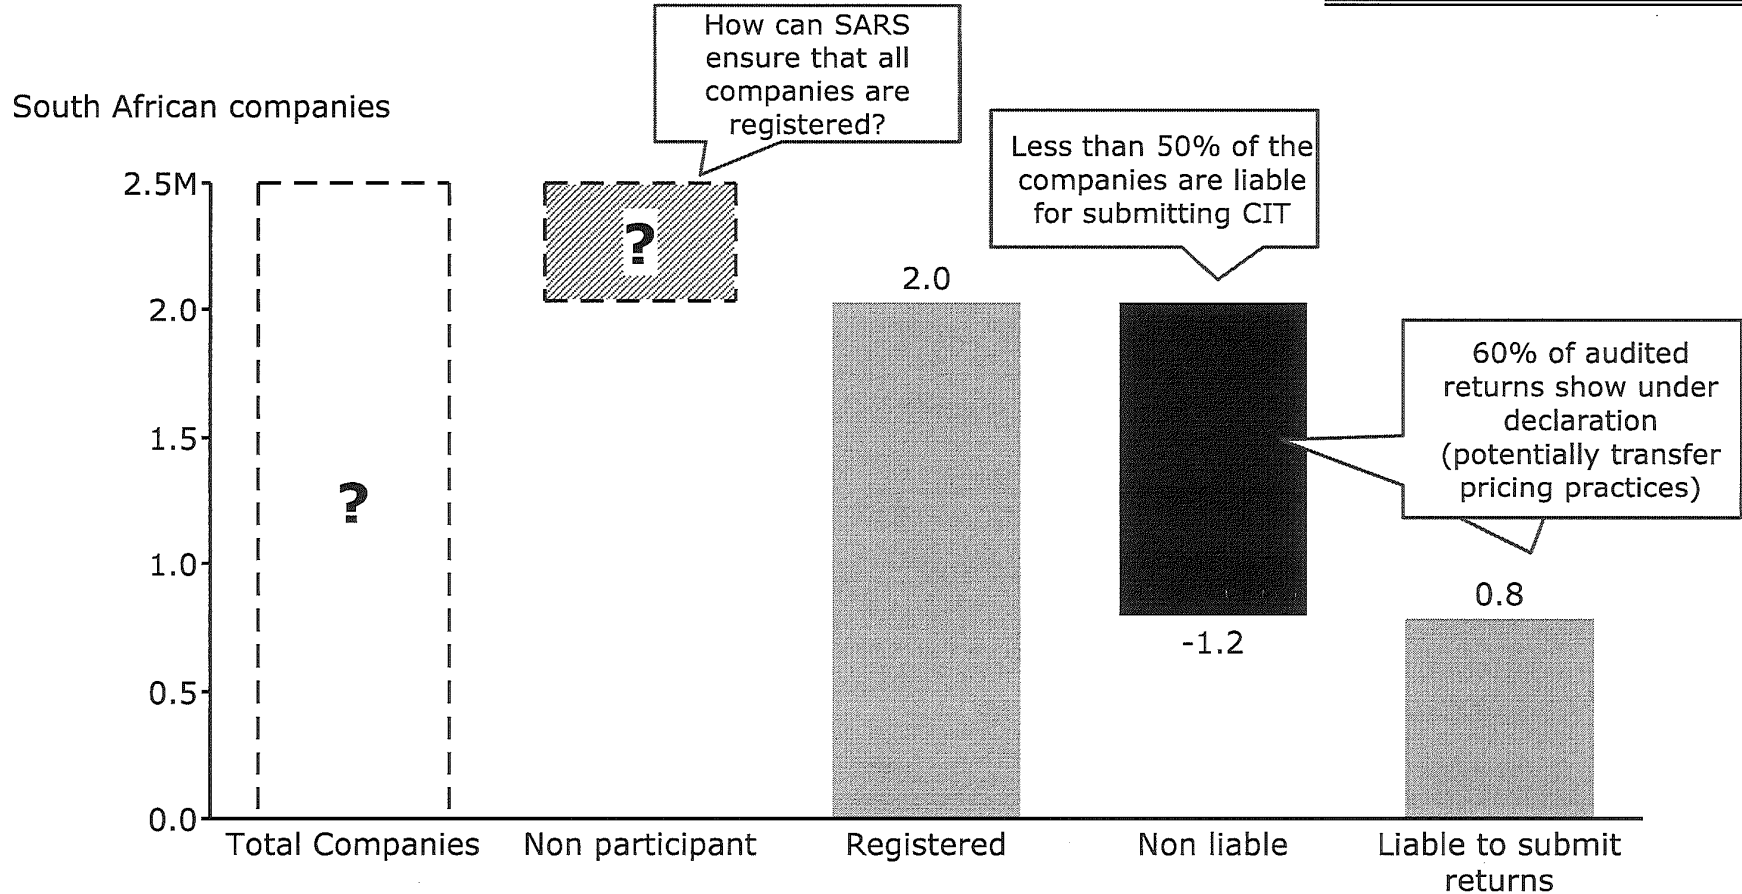 How can SARS
ensure that all
companies are
registered?
South African companies
Less than 50% of the
companies are liable
for submitting CIT
2.5M
?
2.0
2.0
60% of audited
returns show under
declaration
(potentially transfer
pricing practices)
1.5
?
1.0
0.8
-1.2
0.5
0.0
Total Companies
Non participant
Registered
Non liable
Liable to submit
returns